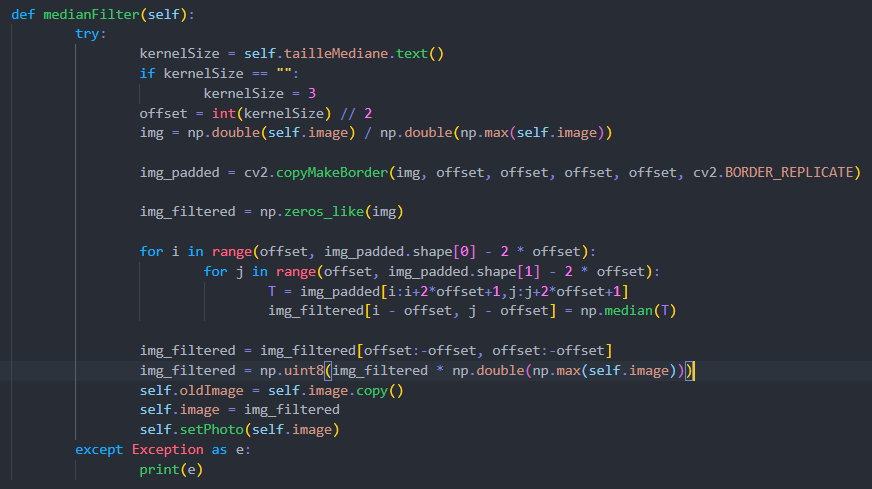 def medianFilter(self):
try:
kernelSize = self.tailleMediane.text()
if kernelSize == "":
kernelSize = 3
offset = int(kernelSize) // 2
img = np.double(self.image) / np.double(np.max(self.image))
img_padded = cv2.copyMakeBorder(img, offset, offset, offset, offset, cv2.BORDER_REPLICATE)
img_filtered = np.zeros_like(img)
for i in range(offset, img_padded.shape[0] - 2 * offset):
for j in range(offset, img_padded.shape[1] - 2 * offset):
T = img_padded[i:i+2*offset+1,j:j+2*offset+1]
img_filtered[i - offset, j - offset] = np.median(T)
img_filtered = img_filtered[offset:-offset, offset:-offset]
img_filtered = np.uint8(img_filtered * np.double(np.max(self.image)))
self.oldImage = self.image.copy()
self.image = img_filtered
self.setPhoto(self.image)
except Exception as e:
print(e)